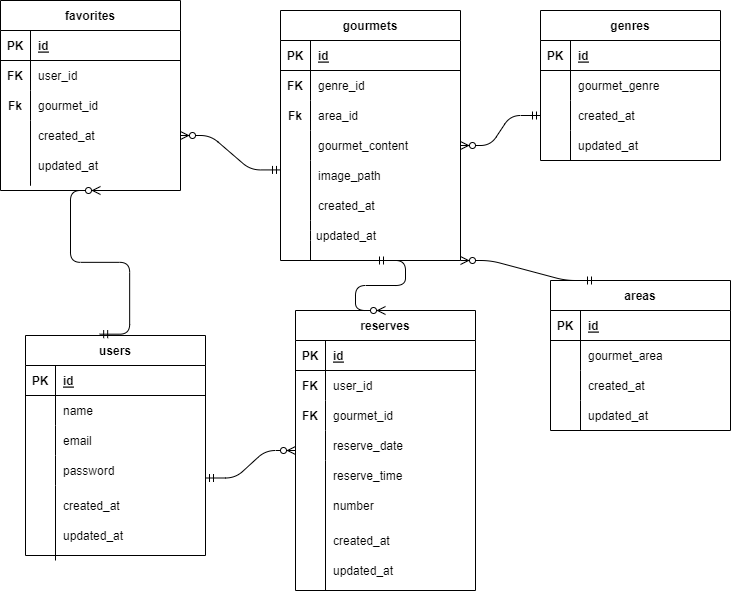 favorites
PK id
FK user_id
Fk gourmet_id
created_at
updated_at
gourmets
PK id
FK genre_id
Fk area_id
gourmet_content
image_path
created_at
updated_at
genres
PK id
gourmet_genre
created_at
updated_at
areas
PK id
gourmet_area
created_at
updated_at
users
PK id
name
email
password
created_at
updated_at
reserves
PK id
FK user_id
FK gourmet_id
reserve_date
reserve_time
number
created_at
updated_at